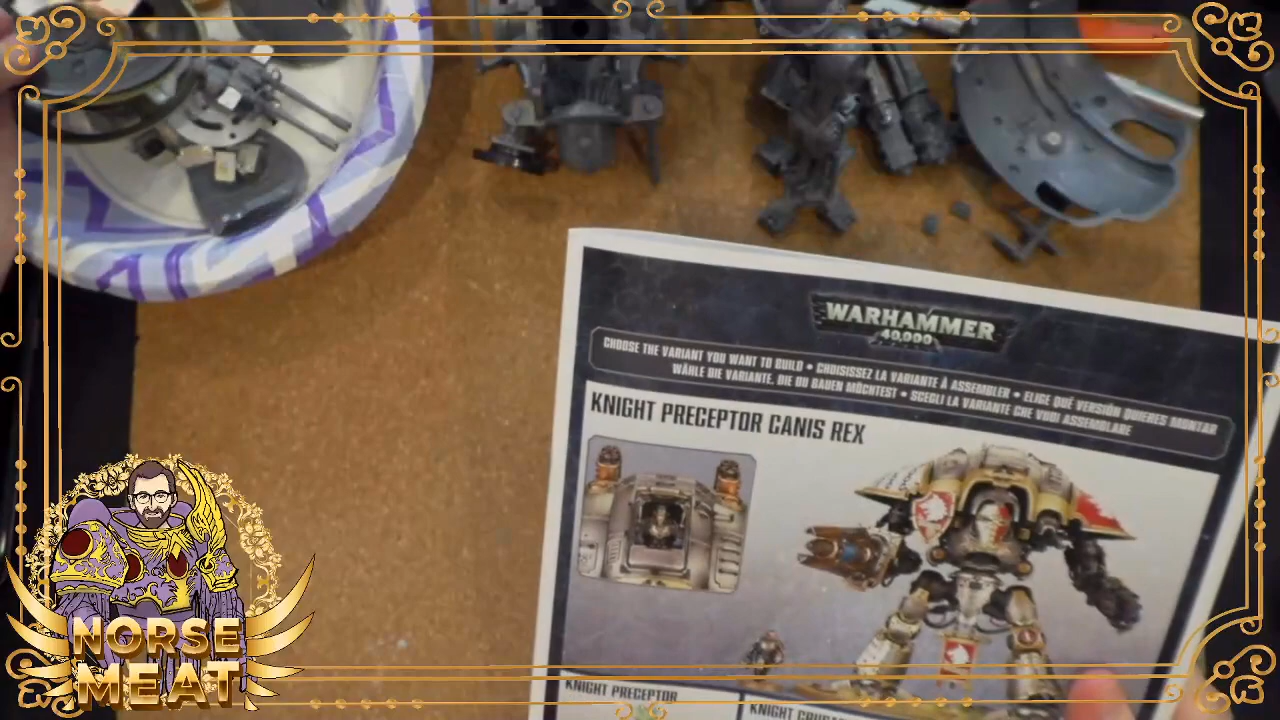 WARHAMMER
40,000
CHOOSE THE VARIANT YOU WANT TO BUILD • CHOISISSEZ LA VARIANTE À ASSEMBLER • ELIGE QUÉ VERSIÓN QUIERES MONTAR
WÄHLE DIE VARIANTE, DIE DU BAUEN MÖCHTEST • SCEGLI LA VARIANTE CHE VUOI ASSEMBLARE
KNIGHT PRECEPTOR CANIS REX
KNIGHT PRECEPTOR
KNIGHT
NORSE
MEAT